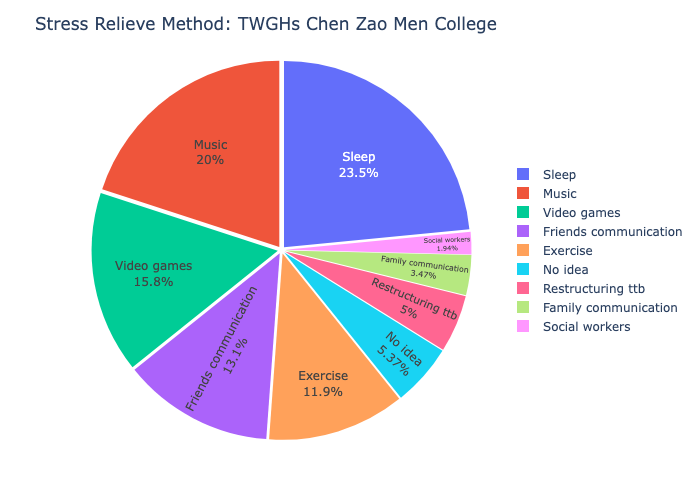 Stress Relieve Method: TWGHs Chen Zao Men College
Music
20%
Sleep
23.5%
Social workers
1.94%
Family communication
3.47%
Restructuring ttb
5%
No idea
5.37%
Exercise
11.9%
Friends communication
13.1%
Video games
15.8%
Sleep
Music
Video games
Friends communication
Exercise
No idea
Restructuring ttb
Family communication
Social workers